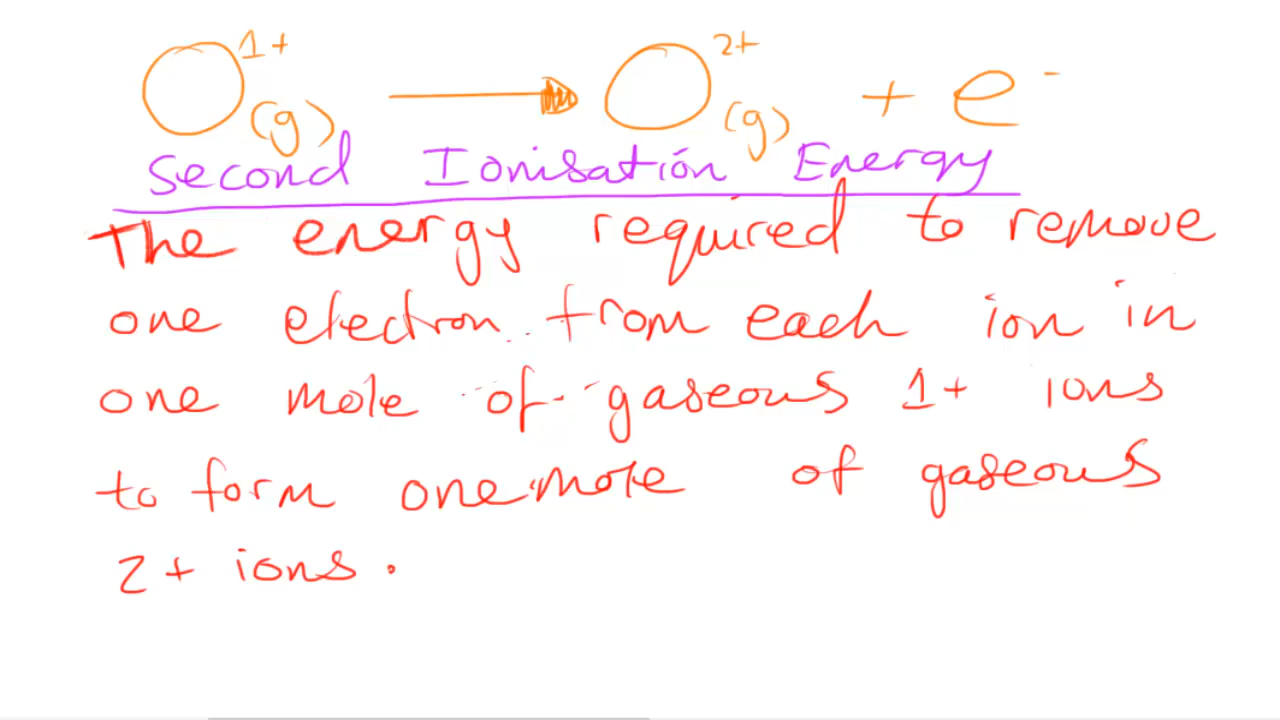 O¹⁺(g) → O²⁺(g) + e⁻
Second Ionisation Energy
The energy required to remove
one electron from each ion in
one mole of gaseous 1+ ions
to form one mole of gaseous
2+ ions.